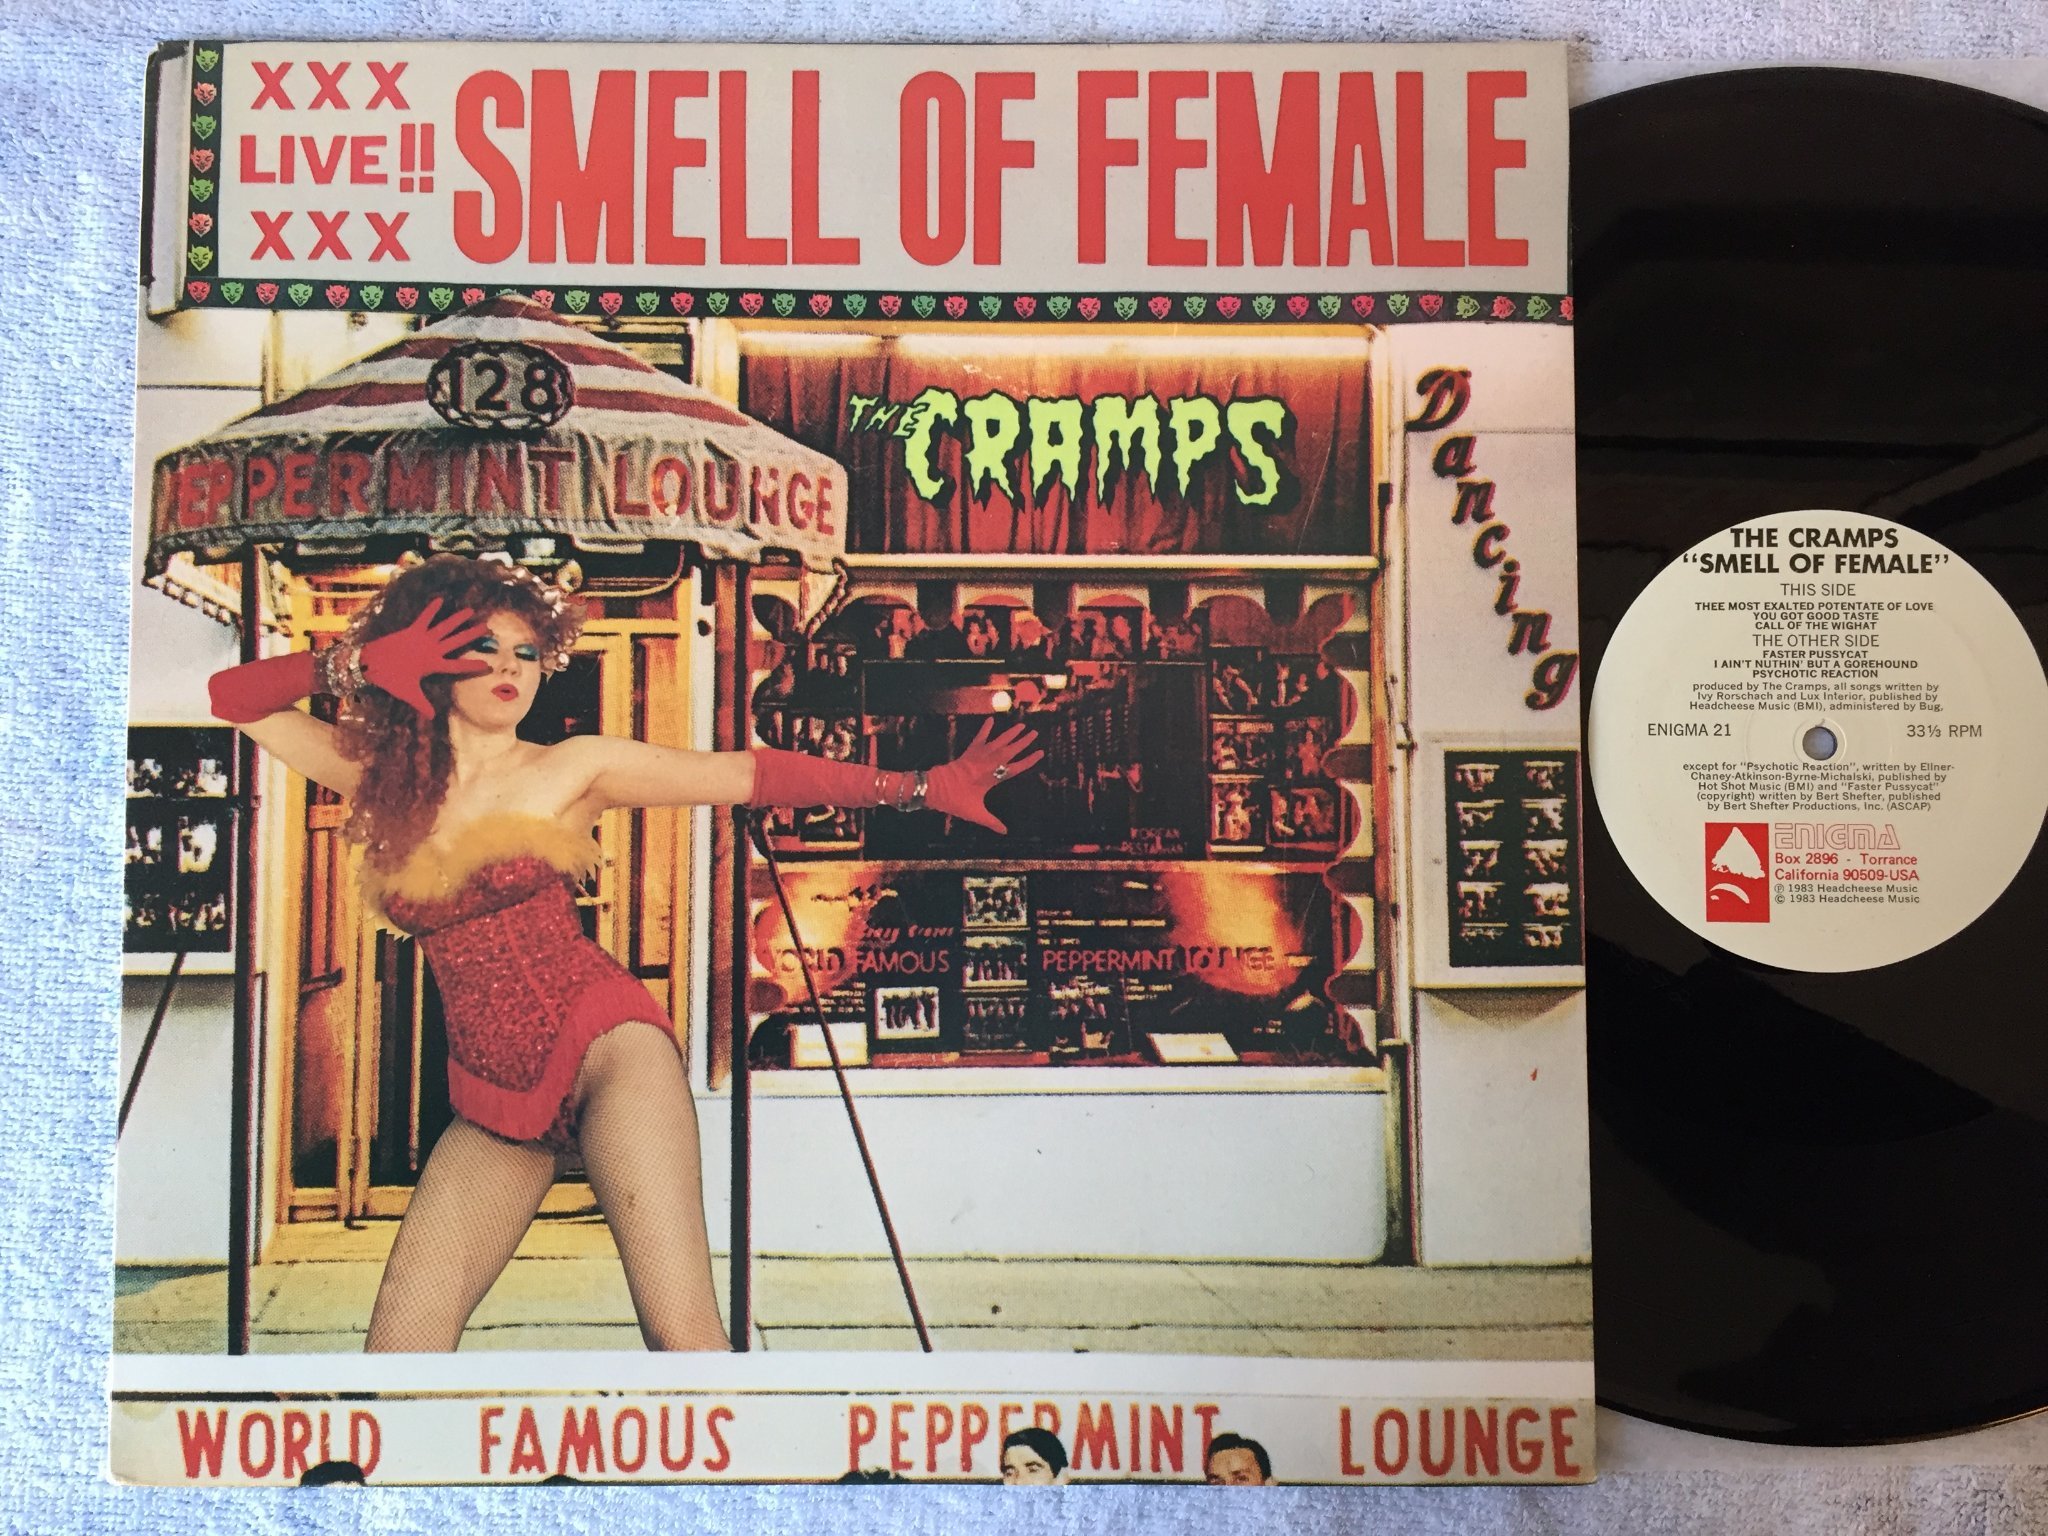 XXX
LIVE!!
XXX
SMELL OF FEMALE
128
PEPPERMINT LOUNGE
THE CRAMPS
Dancing
KOREAN
RESTAURANT
WORLD FAMOUS PEPPERMINT LOUNGE
WORLD FAMOUS PEPPERMINT LOUNGE
THE CRAMPS
"SMELL OF FEMALE"
THIS SIDE
THEE MOST EXALTED POTENTATE OF LOVE
YOU GOT GOOD TASTE
CALL OF THE WIGHAT
THE OTHER SIDE
FASTER PUSSYCAT
I AIN'T NUTHIN' BUT A GOREHOUND
PSYCHOTIC REACTION
produced by The Cramps, all songs written by
Ivy Rorschach and Lux Interior, published by
Headcheese Music (BMI), administered by Bug,
ENIGMA 21
33⅓ RPM
except for "Psychotic Reaction", written by Ellner-
Chaney-Atkinson-Byrne-Michalski, published by
Hot Shot Music (BMI) and "Faster Pussycat"
(copyright) written by Bert Shefter, published
by Bert Shefter Productions, Inc. (ASCAP)
ENIGMA
Box 2896 - Torrance
California 90509-USA
℗ 1983 Headcheese Music
© 1983 Headcheese Music